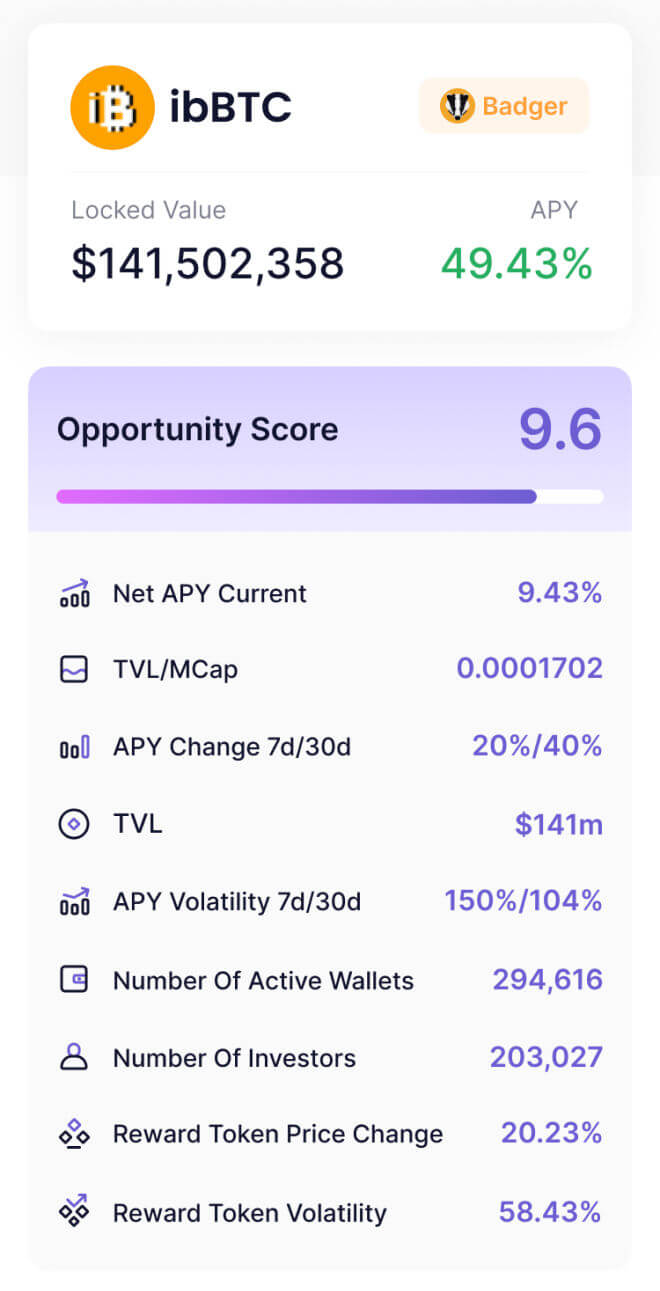 ibBTC
Badger
Locked Value
APY
$141,502,358
49.43%
Opportunity Score
9.6
Net APY Current
9.43%
TVL/MCap
0.0001702
APY Change 7d/30d
20%/40%
TVL
$141m
APY Volatility 7d/30d
150%/104%
Number Of Active Wallets
294,616
Number Of Investors
203,027
Reward Token Price Change
20.23%
Reward Token Volatility
58.43%